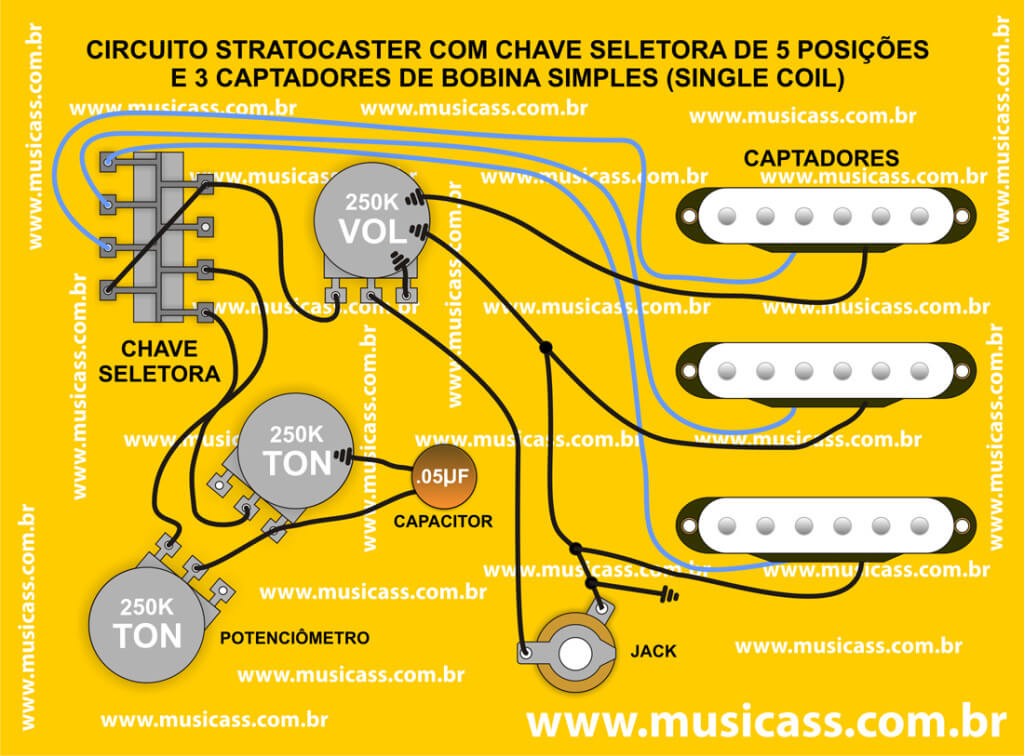 CIRCUITO STRATOCASTER COM CHAVE SELETORA DE 5 POSIÇÕES
E 3 CAPTADORES DE BOBINA SIMPLES (SINGLE COIL)
www.musicass.com.br
www.musicass.com.br
www.musicass.com.br
www.musicass.com.br
www.musicass.com.br
CAPTADORES
www.musicass.com.br
www.musicass.com.br
www.musicass.com.br
250K
VOL
www.musicass.com.br
www.musicass.com.br
www.musicass.com.br
www.musicass.com.br
www.musicass.com.br
CHAVE
SELETORA
www.musicass.com.br
www.musicass.com.br
250K
TON
www.musicass.com.br
www.musicass.com.br
.05µF
CAPACITOR
www.musicass.com.br
www.musicass.com.br
www.musicass.com.br
250K
TON
POTENCIÔMETRO
JACK
www.musicass.com.br
www.musicass.com.br
www.musicass.com.br
www.musicass.com.br